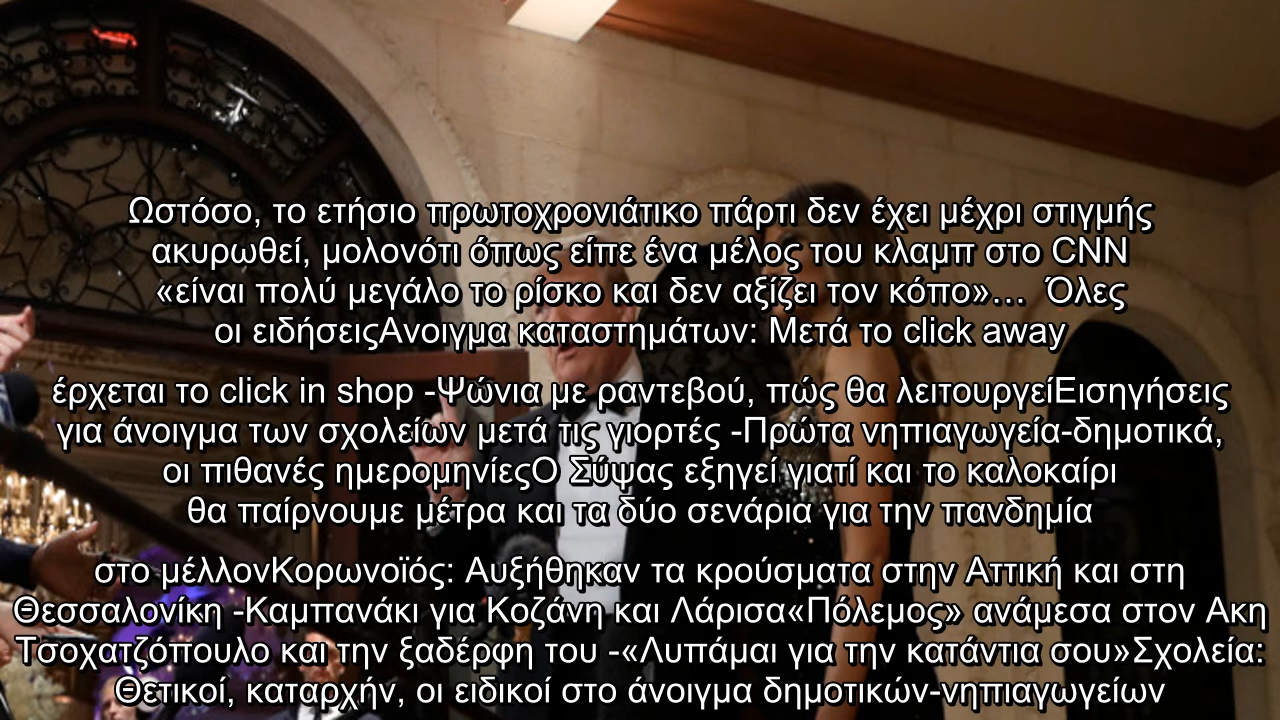 Ωστόσο, το ετήσιο πρωτοχρονιάτικο πάρτι δεν έχει μέχρι στιγμής
ακυρωθεί, μολονότι όπως είπε ένα μέλος του κλαμπ στο CNN
«είναι πολύ μεγάλο το ρίσκο και δεν αξίζει τον κόπο»…  Όλες
οι ειδήσειςΑνοιγμα καταστημάτων: Μετά το click away
έρχεται το click in shop -Ψώνια με ραντεβού, πώς θα λειτουργείΕισηγήσεις
για άνοιγμα των σχολείων μετά τις γιορτές -Πρώτα νηπιαγωγεία-δημοτικά,
οι πιθανές ημερομηνίεςΟ Σύψας εξηγεί γιατί και το καλοκαίρι
θα παίρνουμε μέτρα και τα δύο σενάρια για την πανδημία
στο μέλλονΚορωνοϊός: Αυξήθηκαν τα κρούσματα στην Αττική και στη
Θεσσαλονίκη -Καμπανάκι για Κοζάνη και Λάρισα«Πόλεμος» ανάμεσα στον Ακη
Τσοχατζόπουλο και την ξαδέρφη του -«Λυπάμαι για την κατάντια σου»Σχολεία:
Θετικοί, καταρχήν, οι ειδικοί στο άνοιγμα δημοτικών-νηπιαγωγείων